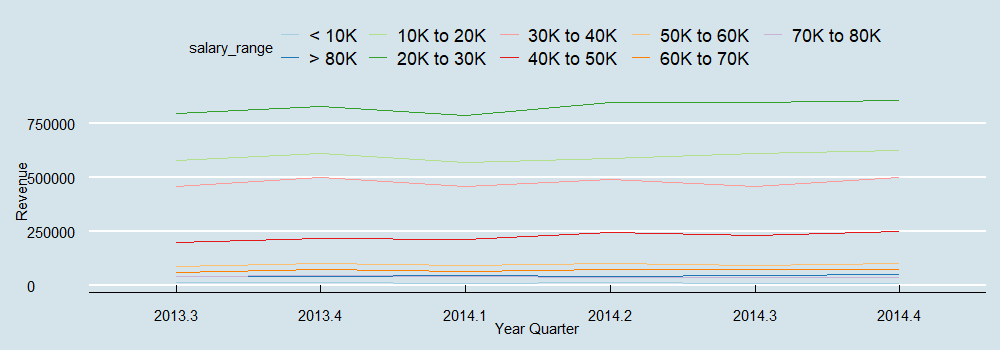 salary_range
< 10K 10K to 20K 30K to 40K 50K to 60K 70K to 80K
> 80K 20K to 30K 40K to 50K 60K to 70K
750000
500000
250000
0
Revenue
2013.3 2013.4 2014.1 2014.2 2014.3 2014.4
Year Quarter